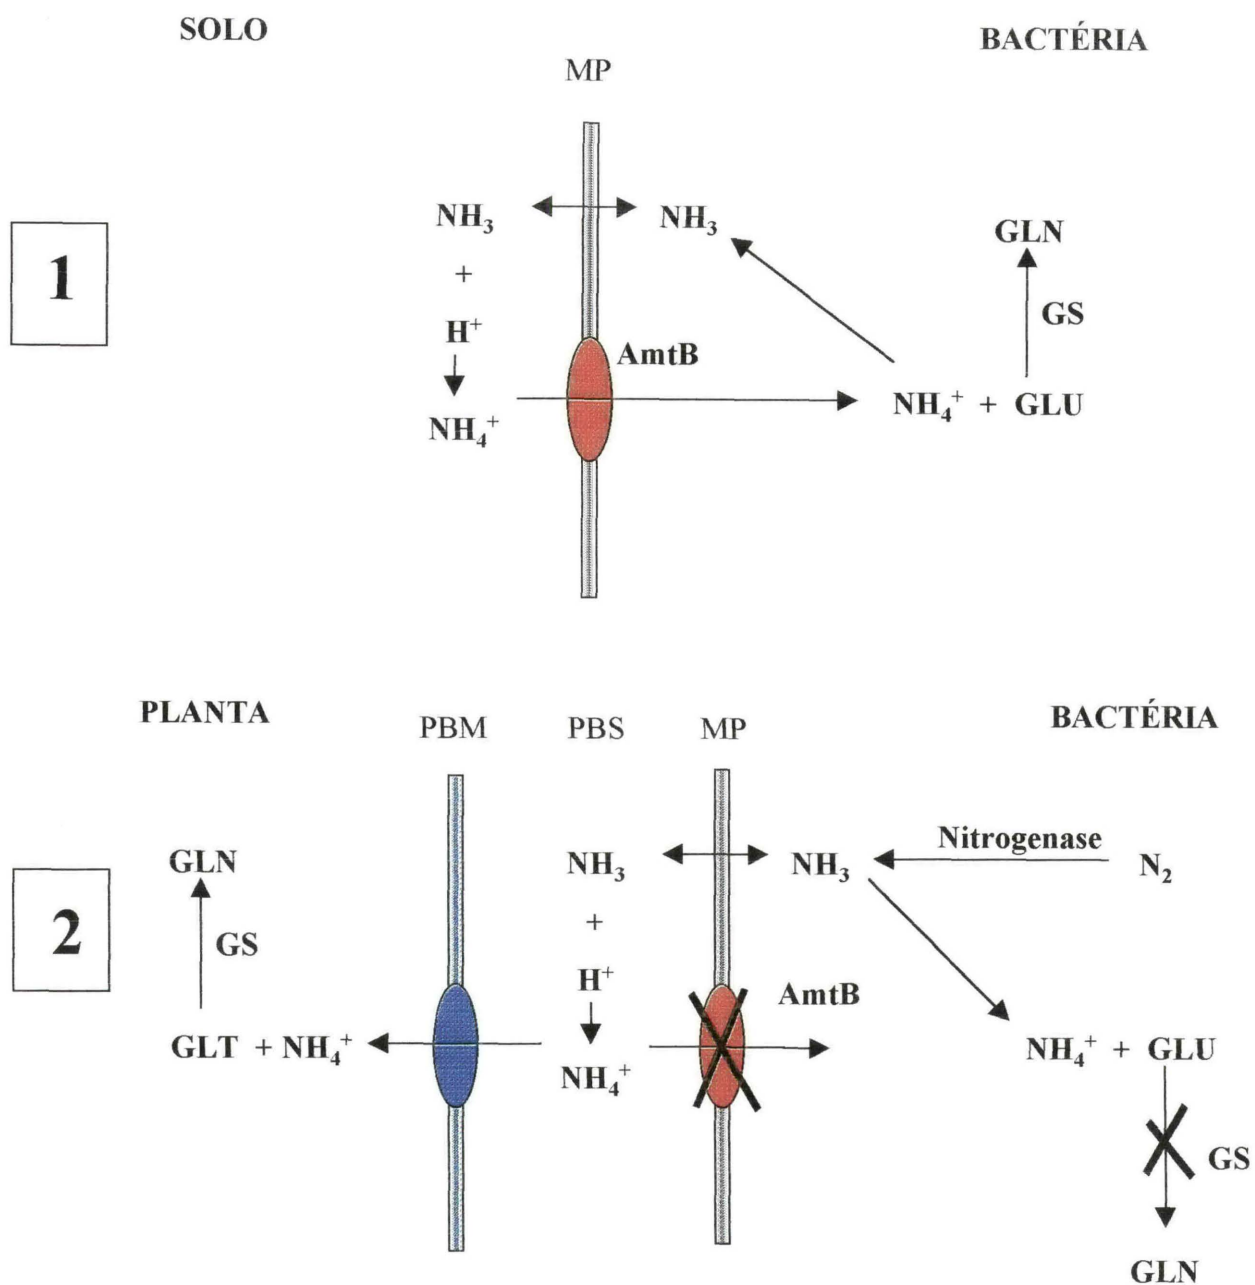 SOLO
BACTÉRIA
MP
1
NH₃
NH₃
GLN
+
GS
H⁺
AmtB
NH₄⁺
NH₄⁺ + GLU
PLANTA
BACTÉRIA
PBM
PBS
MP
2
GLN
NH₃
NH₃
Nitrogenase
N₂
+
GS
H⁺
AmtB
GLT + NH₄⁺
NH₄⁺
NH₄⁺ + GLU
GS
GLN